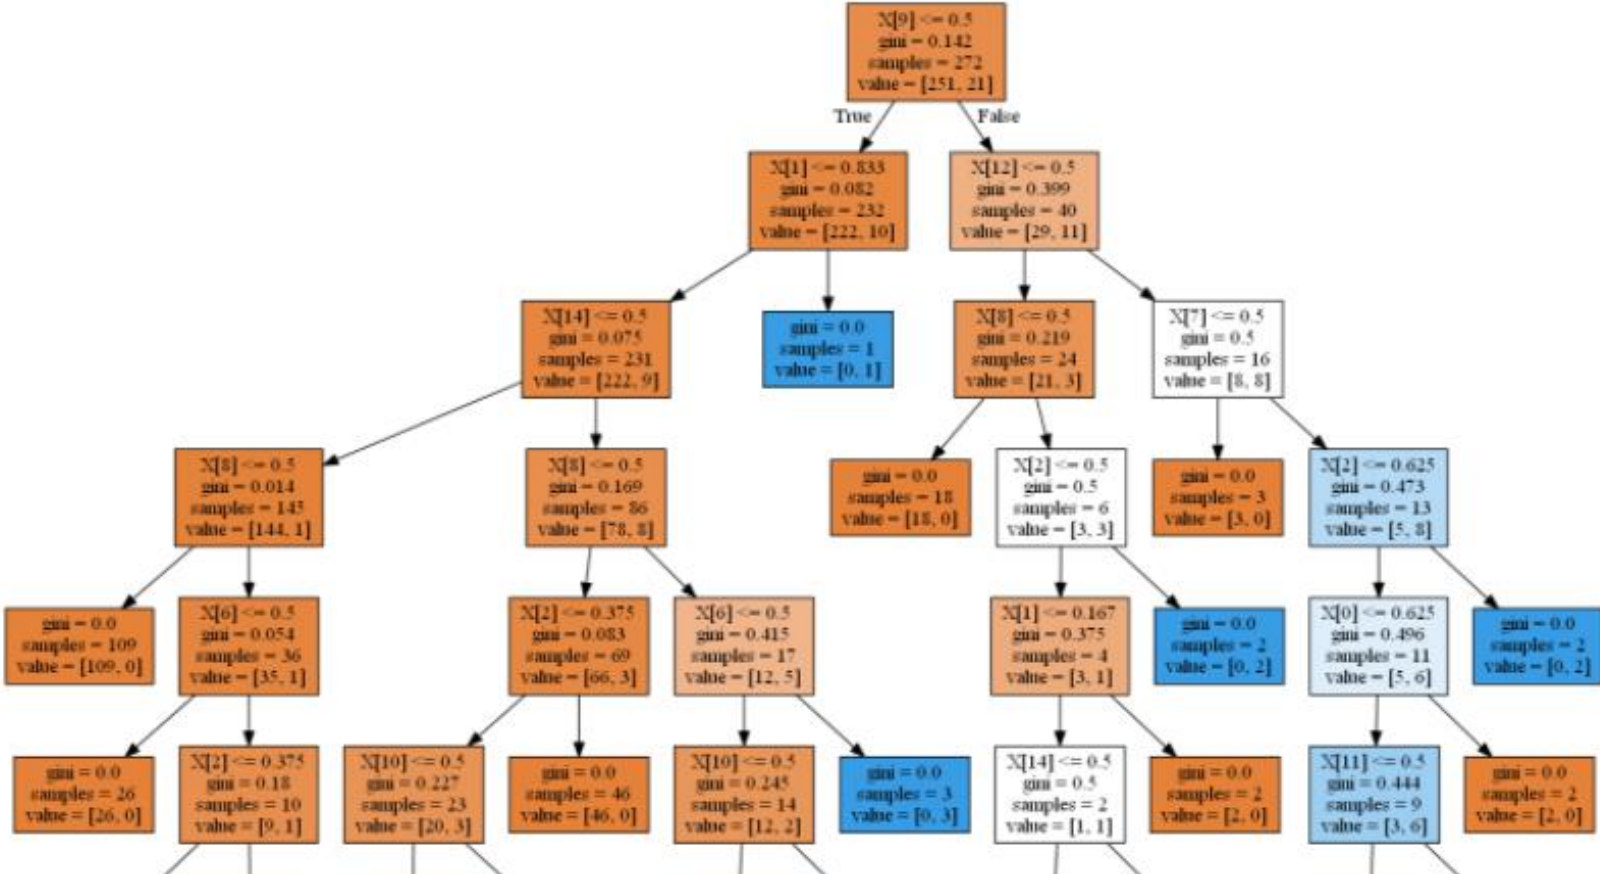 X[9] <= 0.5
gini = 0.142
samples = 272
value = [251, 21]
True
False
X[1] <= 0.833
gini = 0.082
samples = 232
value = [222, 10]
X[12] <= 0.5
gini = 0.399
samples = 40
value = [29, 11]
X[14] <= 0.5
gini = 0.075
samples = 231
value = [222, 9]
gini = 0.0
samples = 1
value = [0, 1]
X[8] <= 0.5
gini = 0.219
samples = 24
value = [21, 3]
X[7] <= 0.5
gini = 0.5
samples = 16
value = [8, 8]
X[8] <= 0.5
gini = 0.014
samples = 145
value = [144, 1]
X[8] <= 0.5
gini = 0.169
samples = 86
value = [78, 8]
gini = 0.0
samples = 18
value = [18, 0]
X[2] <= 0.5
gini = 0.5
samples = 6
value = [3, 3]
gini = 0.0
samples = 3
value = [3, 0]
X[2] <= 0.625
gini = 0.473
samples = 13
value = [5, 8]
gini = 0.0
samples = 109
value = [109, 0]
X[6] <= 0.5
gini = 0.054
samples = 36
value = [35, 1]
X[2] <= 0.375
gini = 0.083
samples = 69
value = [66, 3]
X[6] <= 0.5
gini = 0.415
samples = 17
value = [12, 5]
X[1] <= 0.167
gini = 0.375
samples = 4
value = [3, 1]
gini = 0.0
samples = 2
value = [0, 2]
X[0] <= 0.625
gini = 0.496
samples = 11
value = [5, 6]
gini = 0.0
samples = 2
value = [0, 2]
gini = 0.0
samples = 26
value = [26, 0]
X[2] <= 0.375
gini = 0.18
samples = 10
value = [9, 1]
X[10] <= 0.5
gini = 0.227
samples = 23
value = [20, 3]
gini = 0.0
samples = 46
value = [46, 0]
X[10] <= 0.5
gini = 0.245
samples = 14
value = [12, 2]
gini = 0.0
samples = 3
value = [0, 3]
X[14] <= 0.5
gini = 0.5
samples = 2
value = [1, 1]
gini = 0.0
samples = 2
value = [2, 0]
X[11] <= 0.5
gini = 0.444
samples = 9
value = [3, 6]
gini = 0.0
samples = 2
value = [2, 0]